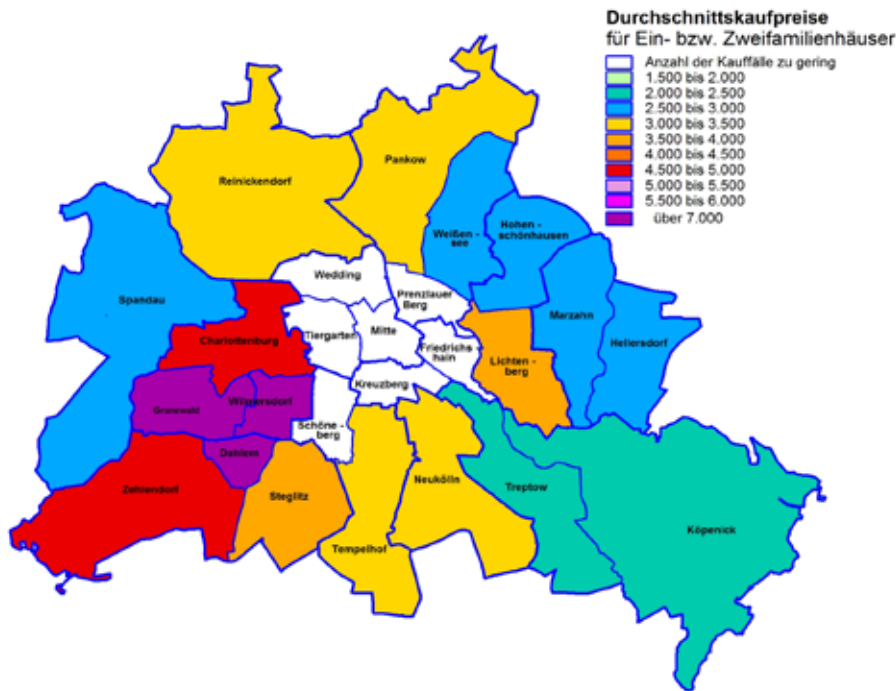 Durchschnittskaufpreise
für Ein- bzw. Zweifamilienhäuser
Anzahl der Kauffälle zu gering
1.500 bis 2.000
2.000 bis 2.500
2.500 bis 3.000
3.000 bis 3.500
3.500 bis 4.000
4.000 bis 4.500
4.500 bis 5.000
5.000 bis 5.500
5.500 bis 6.000
über 7.000
Pankow
Reinickendorf
Weißen -
see
Hohen -
schönhausen
Wedding
Prenzlauer
Berg
Spandau
Marzahn
Charlottenburg
Tiergarten
Mitte
Friedrichs
hain
Lichten -
berg
Hellersdorf
Kreuzberg
Grunewald
Wilmersdorf
Schöne -
berg
Dahlem
Zehlendorf
Steglitz
Neukölln
Treptow
Köpenick
Tempelhof